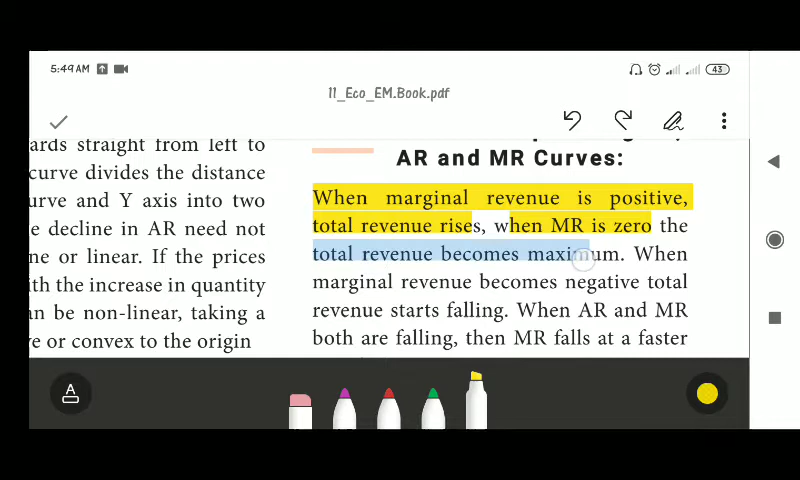 5:49 AM
43
11_Eco_EM.Book.pdf
ards straight from left to
curve divides the distance
urve and Y axis into two
e decline in AR need not
ne or linear. If the prices
ith the increase in quantity
an be non-linear, taking a
ve or convex to the origin
AR and MR Curves:
When marginal revenue is positive,
total revenue rises, when MR is zero the
total revenue becomes maximum. When
marginal revenue becomes negative total
revenue starts falling. When AR and MR
both are falling, then MR falls at a faster
A